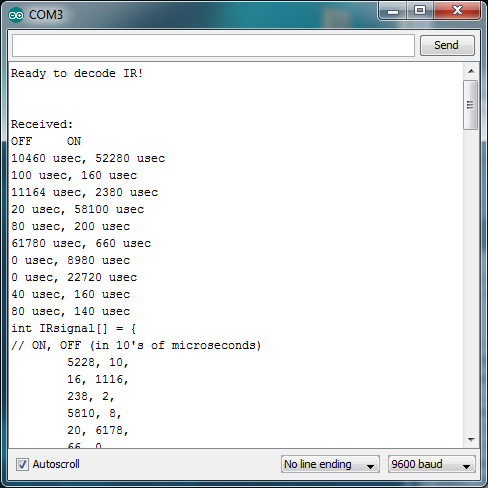 COM3
Send
Ready to decode IR!
Received:
OFF     ON
10460 usec, 52280 usec
100 usec, 160 usec
11164 usec, 2380 usec
20 usec, 58100 usec
80 usec, 200 usec
61780 usec, 660 usec
0 usec, 8980 usec
0 usec, 22720 usec
40 usec, 160 usec
80 usec, 140 usec
int IRsignal[] = {
// ON, OFF (in 10's of microseconds)
        5228, 10,
        16, 1116,
        238, 2,
        5810, 8,
        20, 6178,
        66, 0
Autoscroll
No line ending
9600 baud